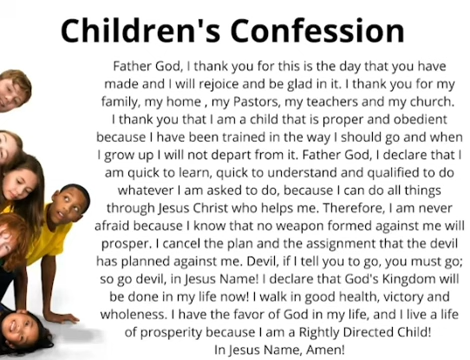 Children's Confession
Father God, I thank you for this is the day that you have
made and I will rejoice and be glad in it. I thank you for my
family, my home , my Pastors, my teachers and my church.
I thank you that I am a child that is proper and obedient
because I have been trained in the way I should go and when
I grow up I will not depart from it. Father God, I declare that I
am quick to learn, quick to understand and qualified to do
whatever I am asked to do, because I can do all things
through Jesus Christ who helps me. Therefore, I am never
afraid because I know that no weapon formed against me will
prosper. I cancel the plan and the assignment that the devil
has planned against me. Devil, if I tell you to go, you must go;
so go devil, in Jesus Name! I declare that God's Kingdom will
be done in my life now! I walk in good health, victory and
wholeness. I have the favor of God in my life, and I live a life
of prosperity because I am a Rightly Directed Child!
In Jesus Name, Amen!